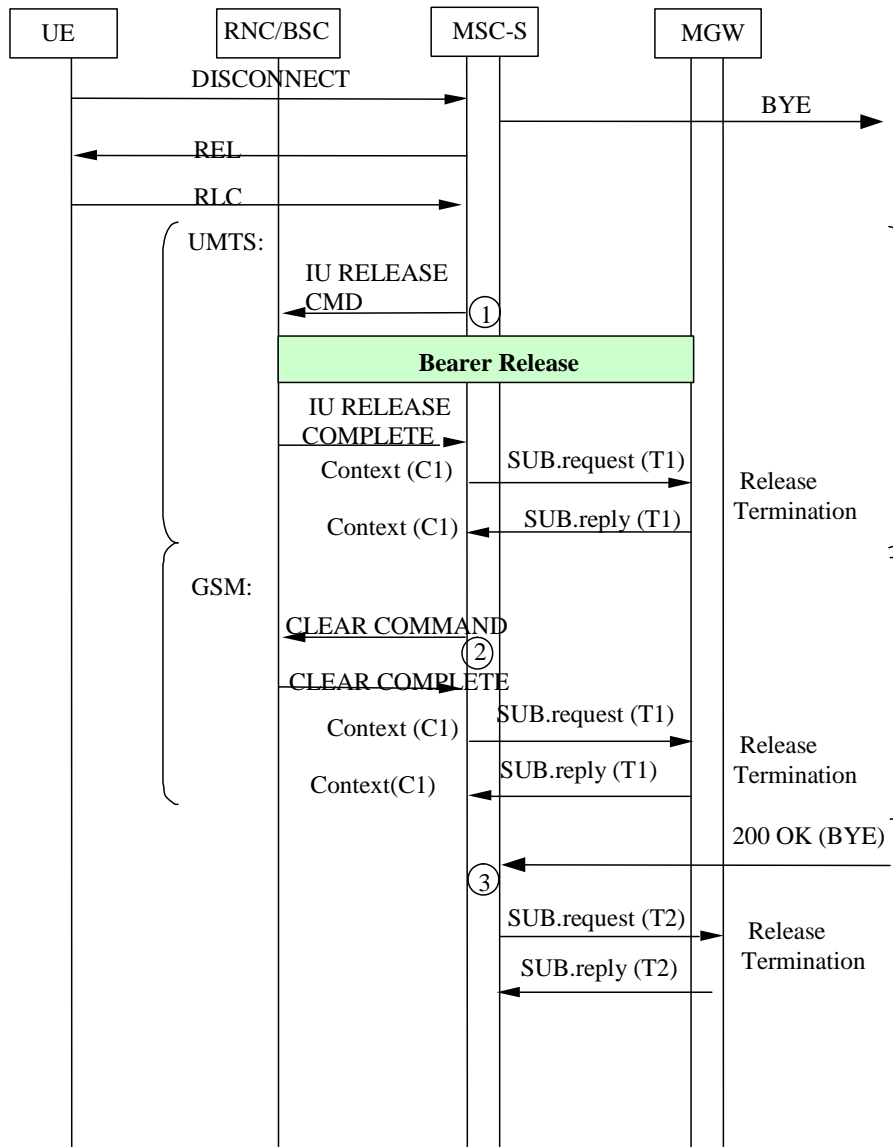 UE
RNC/BSC
MSC-S
MGW
DISCONNECT
BYE
REL
RLC
UMTS:
IU RELEASE
CMD
1
Bearer Release
IU RELEASE
COMPLETE
Context (C1)
SUB.request (T1)
Release
Termination
Context (C1)
SUB.reply (T1)
GSM:
CLEAR COMMAND
2
CLEAR COMPLETE
Context (C1)
SUB.request (T1)
Release
Termination
Context(C1)
SUB.reply (T1)
200 OK (BYE)
3
SUB.request (T2)
Release
Termination
SUB.reply (T2)